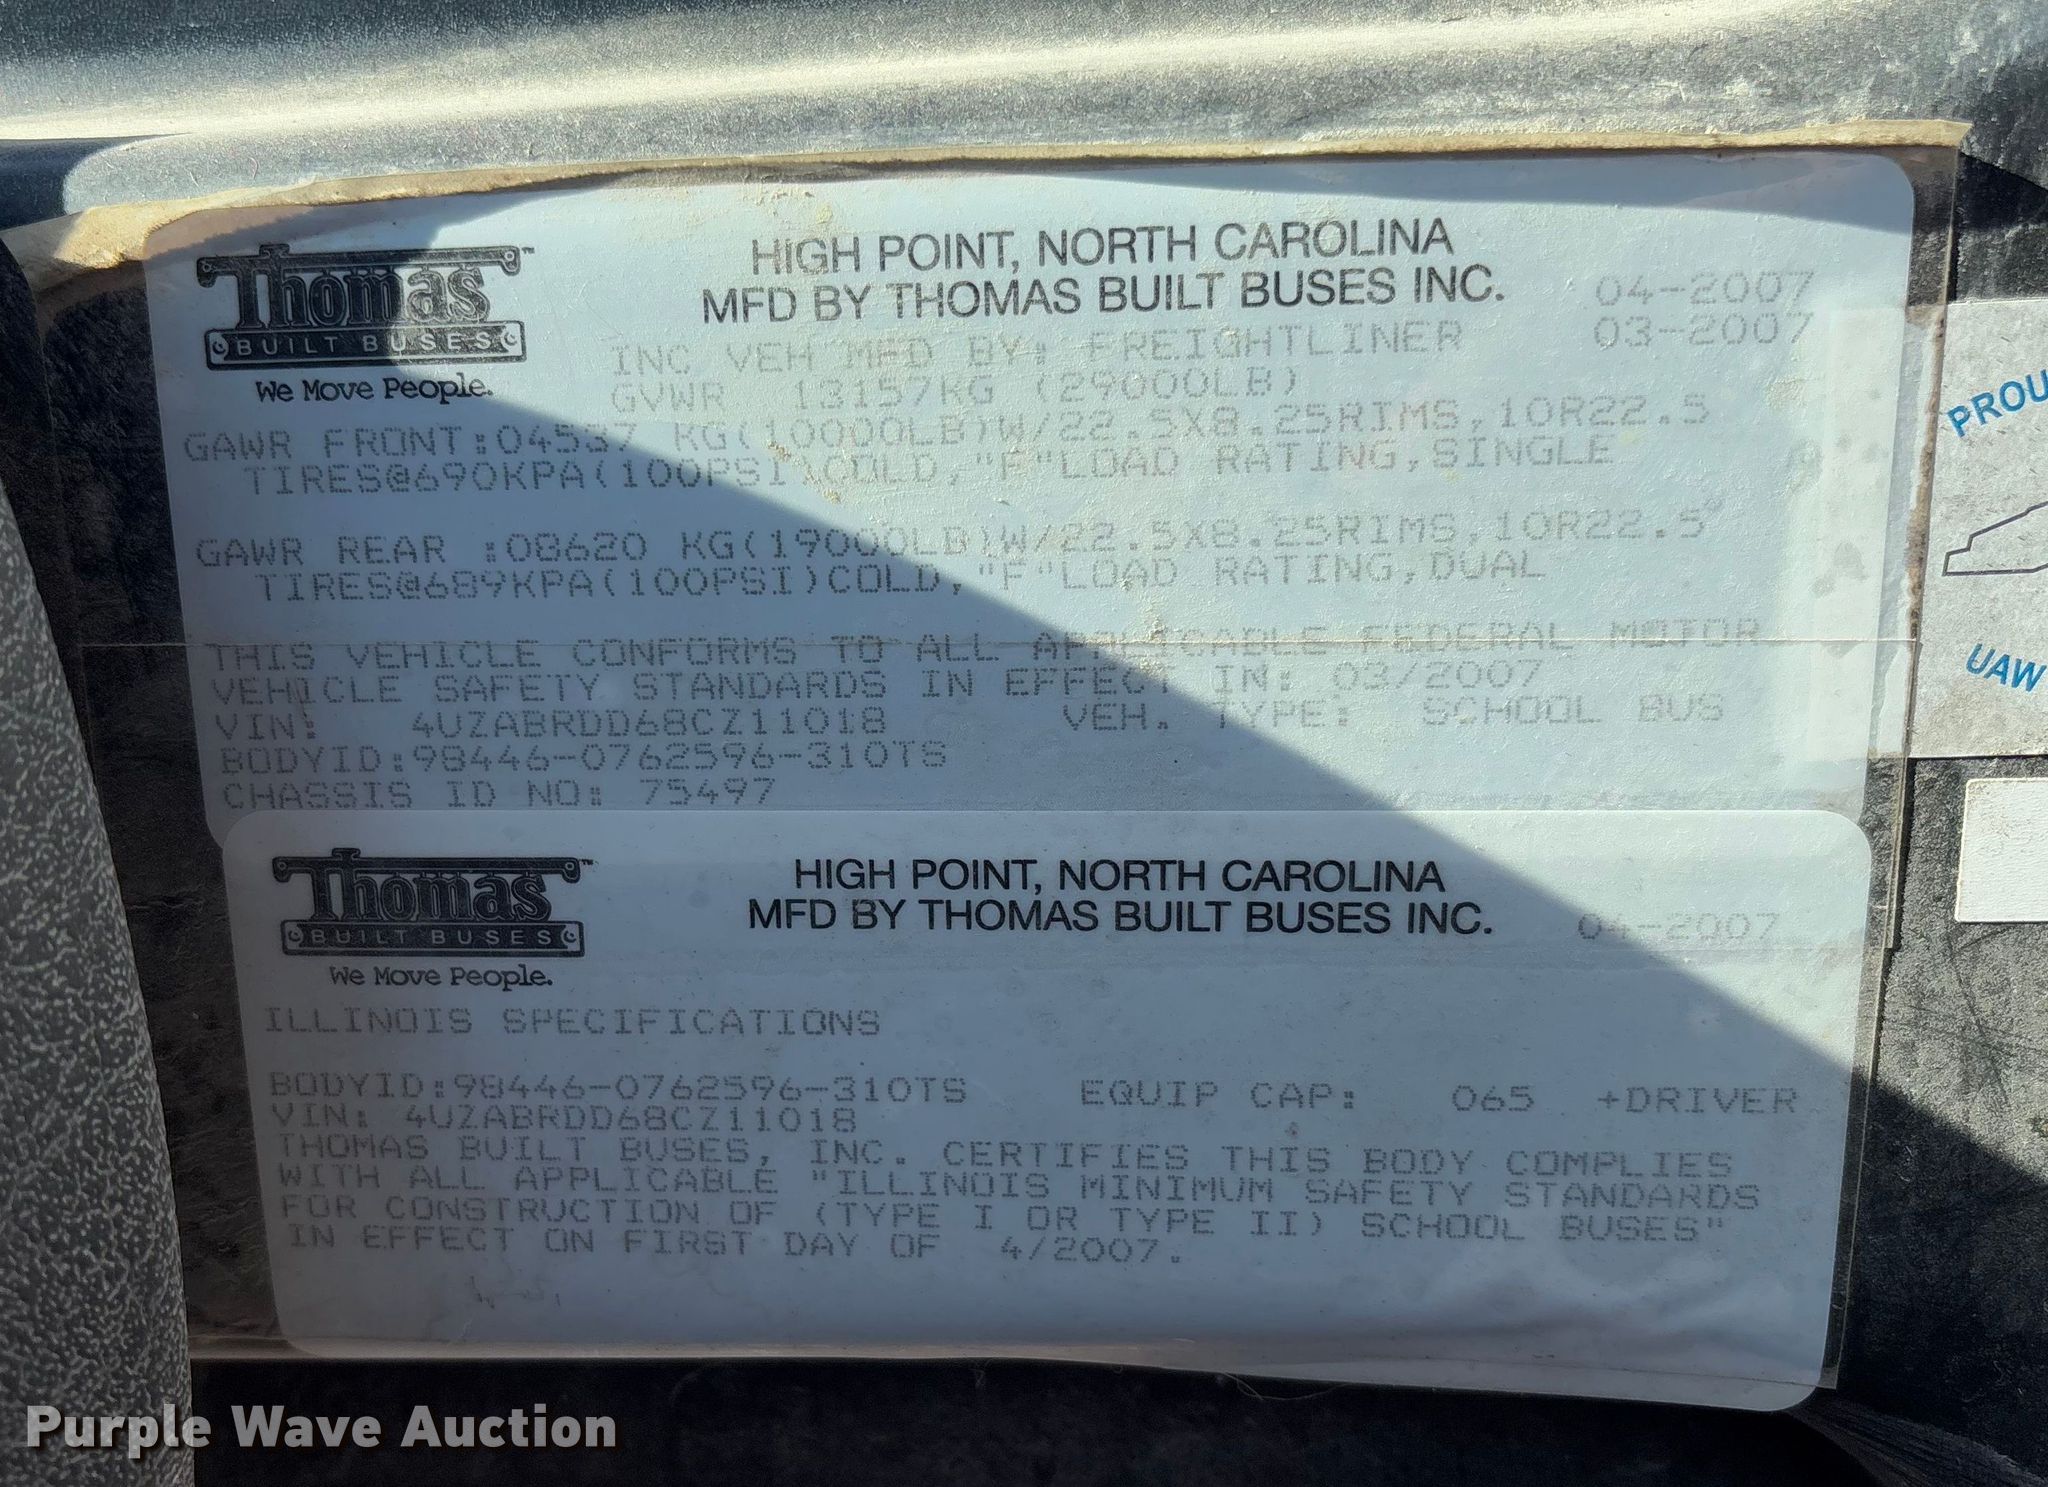 Thomas™
BUILT BUSES
We Move People.
HIGH POINT, NORTH CAROLINA
MFD BY THOMAS BUILT BUSES INC. 04-2007
INC VEH MFD BY: FREIGHTLINER 03-2007
GVWR 13157KG (29000LB)
GAWR FRONT:04537 KG(10000LB)W/22.5X8.25RIMS,10R22.5
TIRES@690KPA(100PSI)COLD,"F"LOAD RATING,SINGLE
GAWR REAR :08620 KG(19000LB)W/22.5X8.25RIMS,10R22.5
TIRES@689KPA(100PSI)COLD,"F"LOAD RATING,DUAL
THIS VEHICLE CONFORMS TO ALL APPLICABLE FEDERAL MOTOR
VEHICLE SAFETY STANDARDS IN EFFECT IN: 03/2007
VIN: 4UZABRDD68CZ11018 VEH. TYPE: SCHOOL BUS
BODYID:98446-0762596-310TS
CHASSIS ID NO: 75497
Thomas™
BUILT BUSES
We Move People.
HIGH POINT, NORTH CAROLINA
MFD BY THOMAS BUILT BUSES INC. 04-2007
ILLINOIS SPECIFICATIONS
BODYID:98446-0762596-310TS EQUIP CAP: 065 +DRIVER
VIN: 4UZABRDD68CZ11018
THOMAS BUILT BUSES, INC. CERTIFIES THIS BODY COMPLIES
WITH ALL APPLICABLE "ILLINOIS MINIMUM SAFETY STANDARDS
FOR CONSTRUCTION OF (TYPE I OR TYPE II) SCHOOL BUSES"
IN EFFECT ON FIRST DAY OF 4/2007.
PROU
UAW
Purple Wave Auction